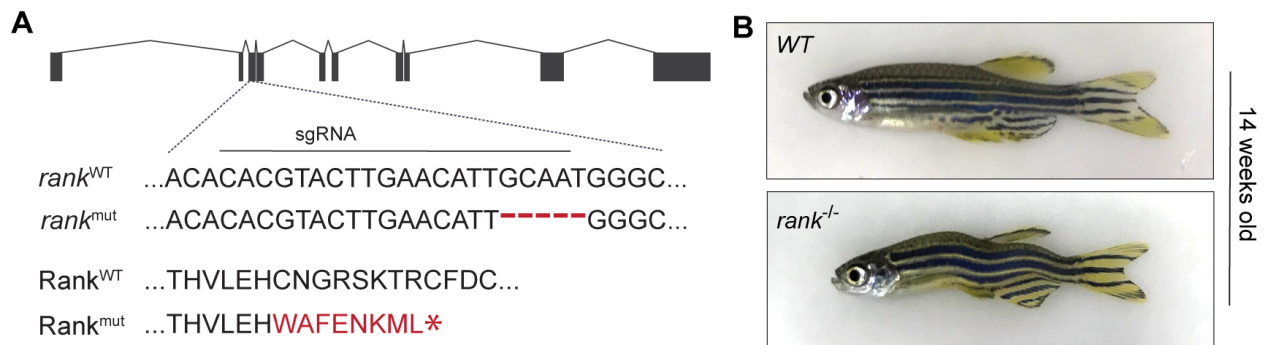 A
sgRNA
rankWT ...ACACACGTACTTGAACATTGCAATGGGC...
rankmut ...ACACACGTACTTGAACATT-----GGGC...
RankWT ...THVLEHCNGRSKTRCFDC...
Rankmut ...THVLEHWAFENKML*
B
WT
rank-/-
14 weeks old